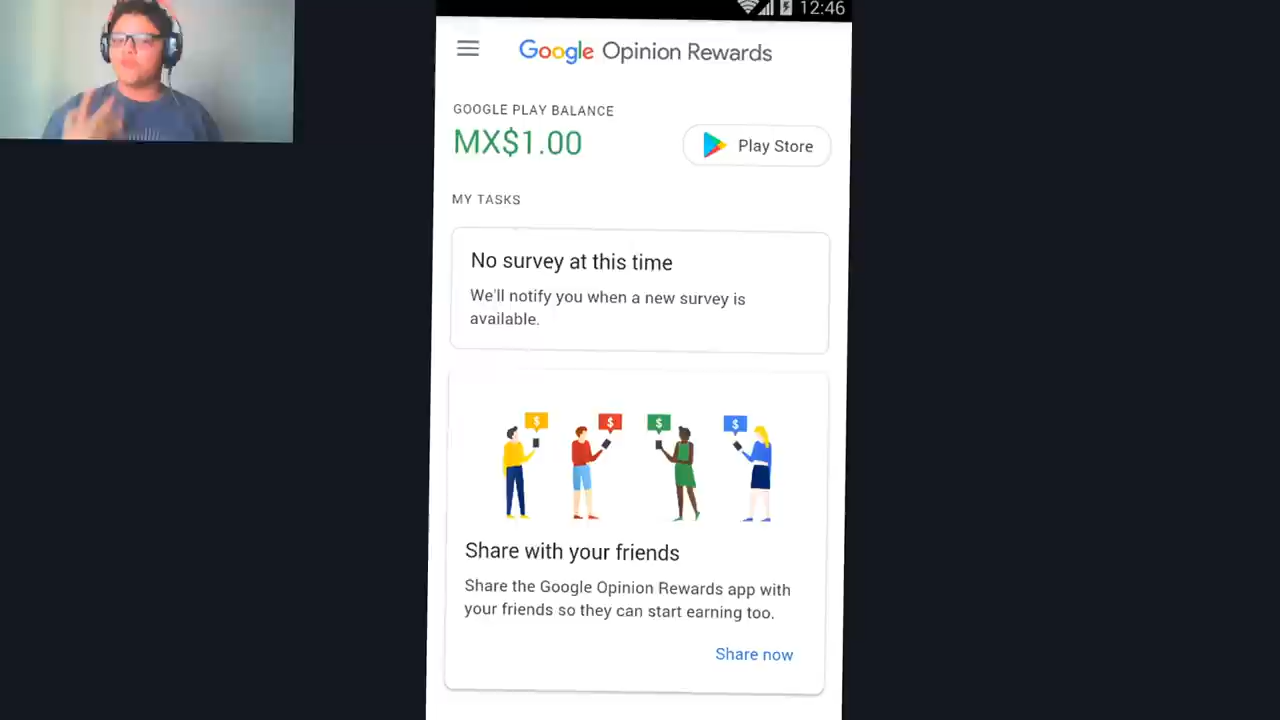 12:46
Google Opinion Rewards
GOOGLE PLAY BALANCE
MX$1.00
Play Store
MY TASKS
No survey at this time
We'll notify you when a new survey is
available.
$ $ $ $
Share with your friends
Share the Google Opinion Rewards app with
your friends so they can start earning too.
Share now